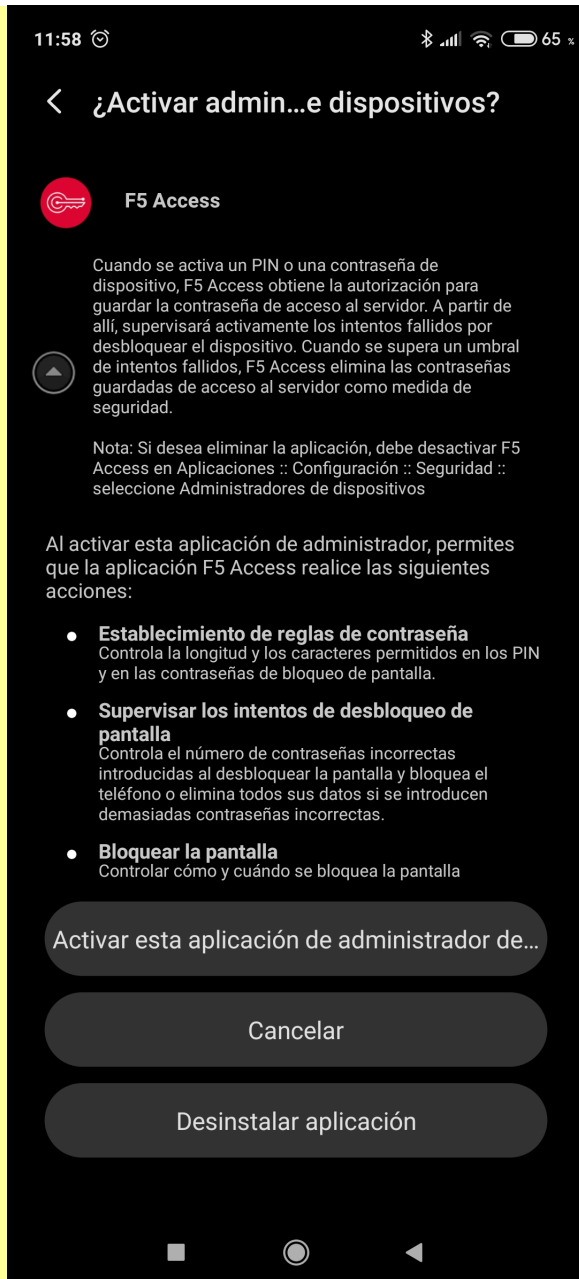 11:58
65 %
¿Activar admin...e dispositivos?
F5 Access
Cuando se activa un PIN o una contraseña de
dispositivo, F5 Access obtiene la autorización para
guardar la contraseña de acceso al servidor. A partir de
allí, supervisará activamente los intentos fallidos por
desbloquear el dispositivo. Cuando se supera un umbral
de intentos fallidos, F5 Access elimina las contraseñas
guardadas de acceso al servidor como medida de
seguridad.
Nota: Si desea eliminar la aplicación, debe desactivar F5
Access en Aplicaciones :: Configuración :: Seguridad ::
seleccione Administradores de dispositivos
Al activar esta aplicación de administrador, permites
que la aplicación F5 Access realice las siguientes
acciones:
Establecimiento de reglas de contraseña
Controla la longitud y los caracteres permitidos en los PIN
y en las contraseñas de bloqueo de pantalla.
Supervisar los intentos de desbloqueo de
pantalla
Controla el número de contraseñas incorrectas
introducidas al desbloquear la pantalla y bloquea el
teléfono o elimina todos sus datos si se introducen
demasiadas contraseñas incorrectas.
Bloquear la pantalla
Controlar cómo y cuándo se bloquea la pantalla
Activar esta aplicación de administrador de...
Cancelar
Desinstalar aplicación